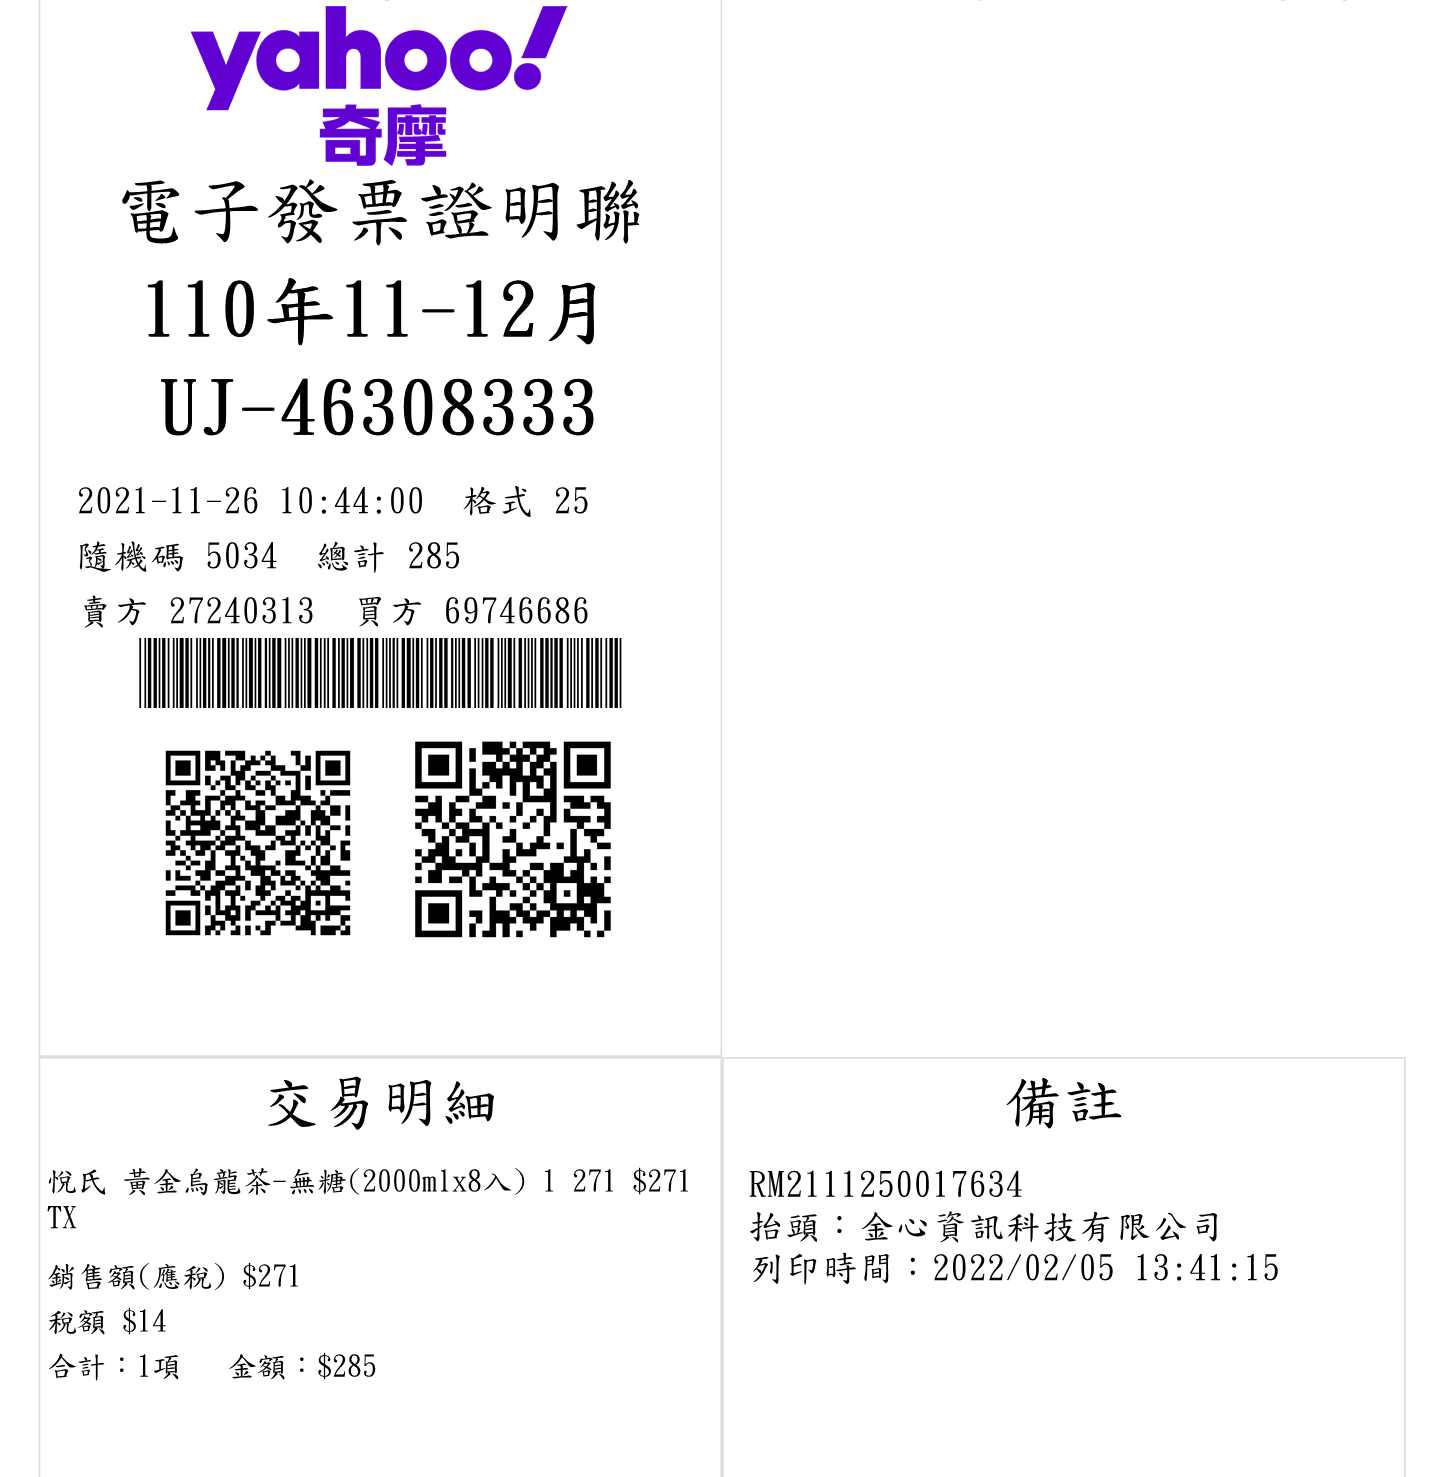 yahoo!
奇摩
電子發票證明聯
110年11-12月
UJ-46308333
2021-11-26 10:44:00 格式 25
隨機碼 5034 總計 285
賣方 27240313 買方 69746686
交易明細
悅氏 黃金烏龍茶-無糖(2000mlx8入) 1 271 $271
TX
銷售額(應稅) $271
稅額 $14
合計：1項 金額：$285
備註
RM2111250017634
抬頭：金心資訊科技有限公司
列印時間：2022/02/05 13:41:15